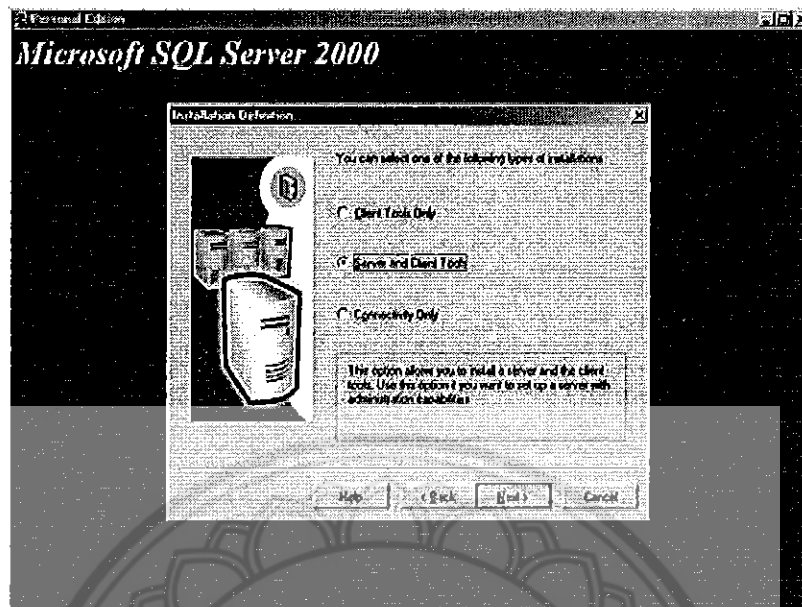 Personal Edition
Microsoft SQL Server 2000
Installation Definition
You can select one of the following types of installations
Client Tools Only
Server and Client Tools
Connectivity Only
This option allows you to install a server and the client
tools. Use this option if you want to set up a server with
administration capabilities
Help
< Back
Next >
Cancel